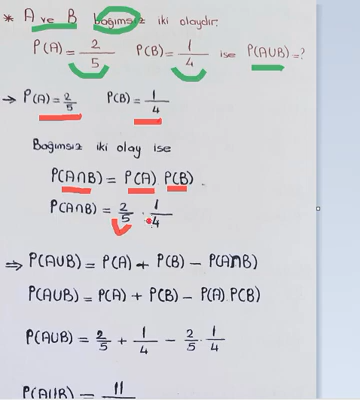 * A ve B bağımsız iki olaydır.
P(A) = 2/5 P(B) = 1/4 ise P(A∪B) = ?
→ P(A) = 2/5 P(B) = 1/4
Bağımsız iki olay ise
P(A∩B) = P(A) P(B).
P(A∩B) = 2/5 · 1/4
⇒ P(A∪B) = P(A) + P(B) − P(A∩B)
P(A∪B) = P(A) + P(B) − P(A) P(B)
P(A∪B) = 2/5 + 1/4 − 2/5 · 1/4
P(A∪B) = 11